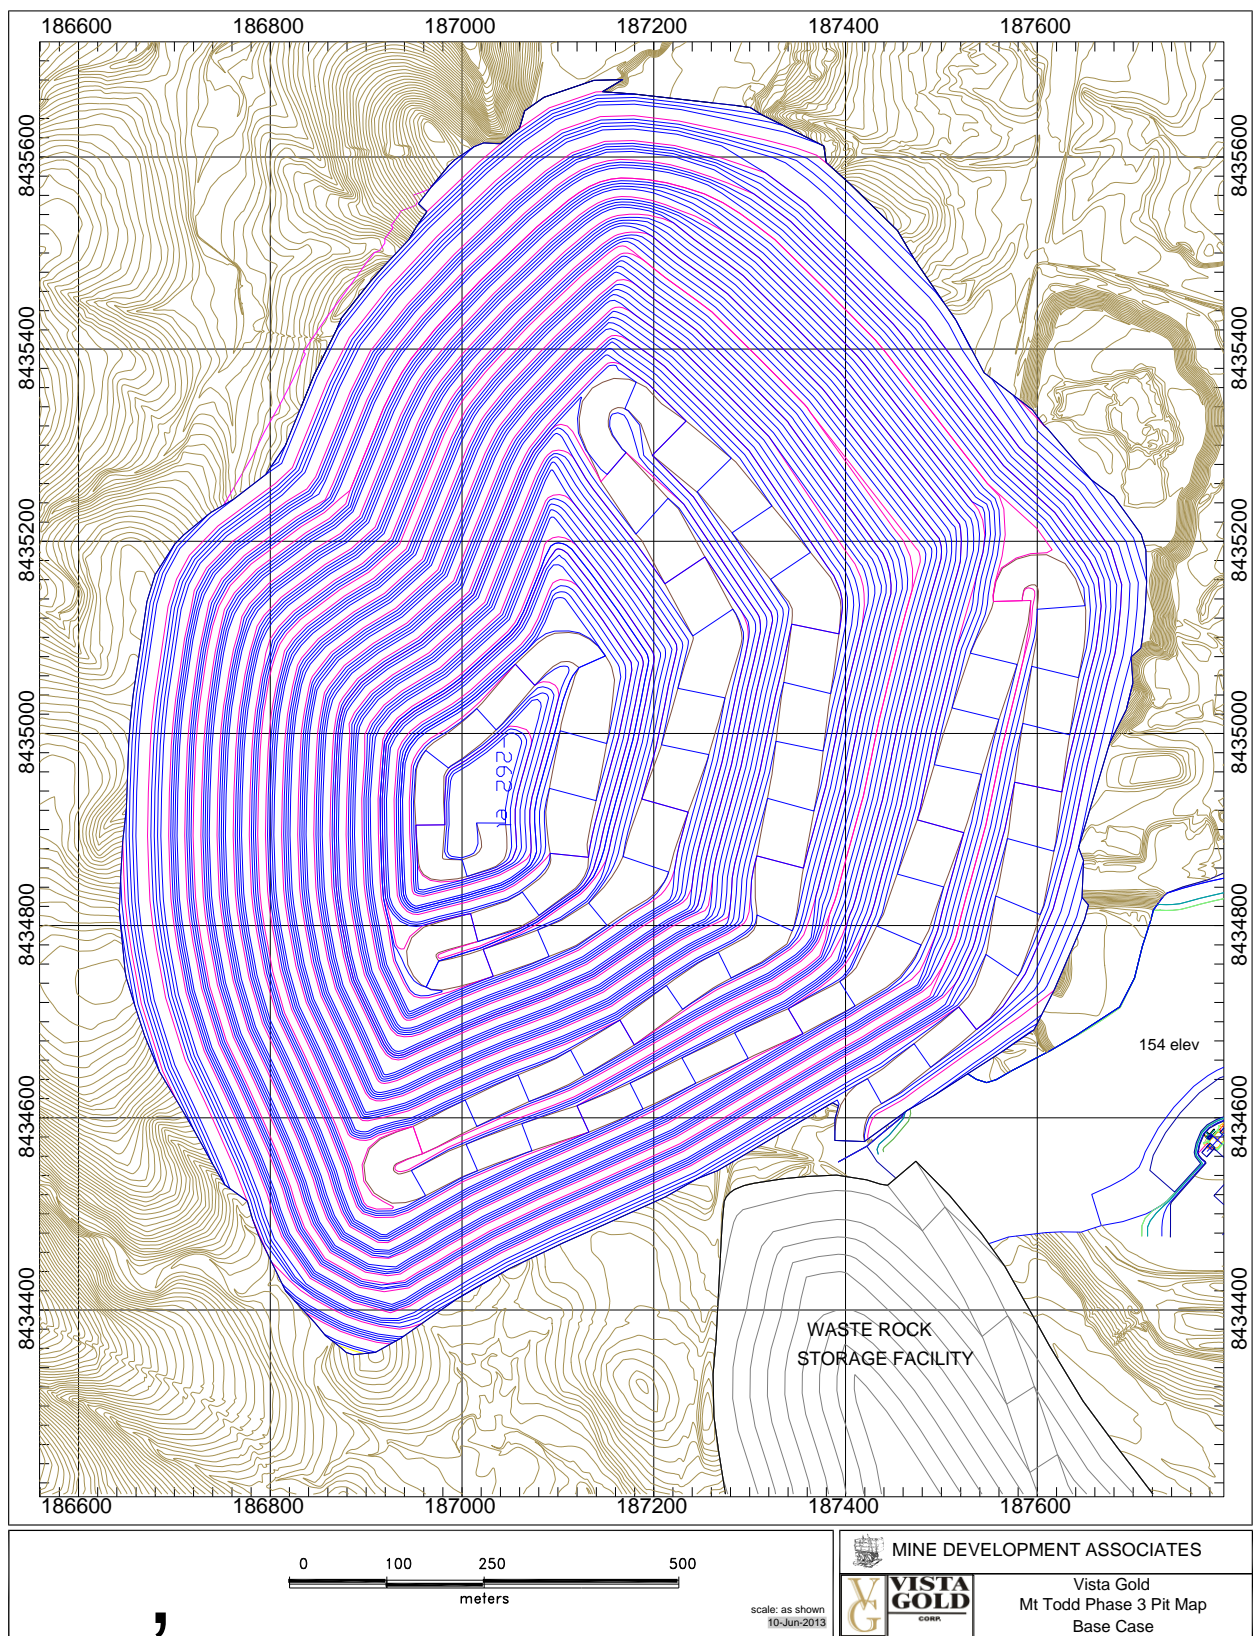 186600 186800 187000 187200 187400 187600
8435600 8435600
8435400 8435400
8435200 8435200
8435000 8435000
8434800 8434800
8434600 8434600
8434400 8434400
-262
154 elev
WASTE ROCK
STORAGE FACILITY
186600 186800 187000 187200 187400 187600
0 100 250 500
meters
,
scale: as shown
10-Jun-2013
MINE DEVELOPMENT ASSOCIATES
VG
VISTA
GOLD
CORP.
Vista Gold
Mt Todd Phase 3 Pit Map
Base Case